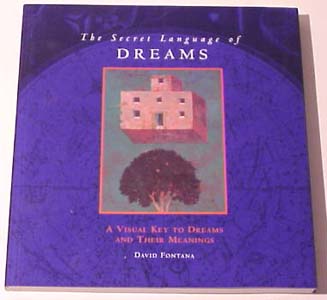 The Secret Language of
DREAMS
A VISUAL KEY TO DREAMS
AND THEIR MEANINGS
DAVID FONTANA